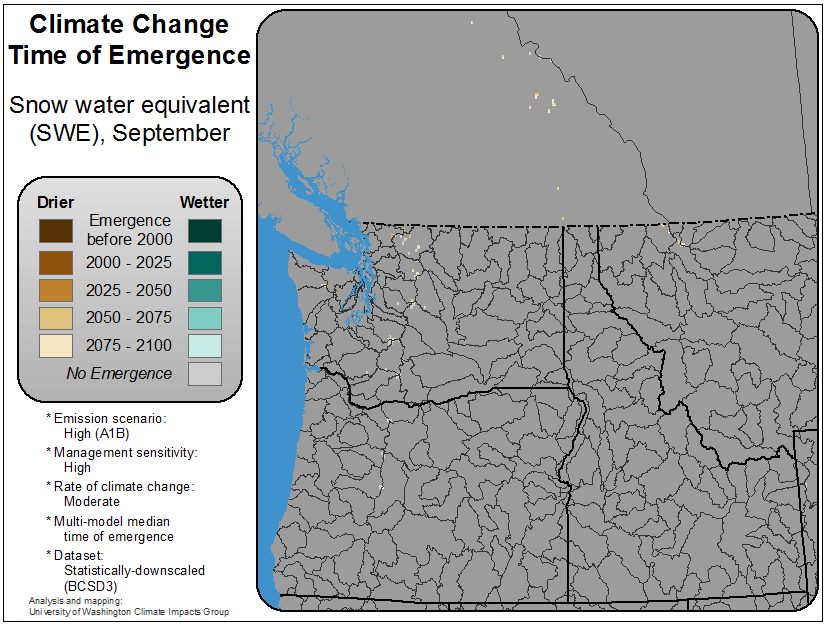 Climate Change
Time of Emergence
Snow water equivalent
(SWE), September
Drier Wetter
Emergence
before 2000
2000 - 2025
2025 - 2050
2050 - 2075
2075 - 2100
No Emergence
* Emission scenario:
High (A1B)
* Management sensitivity:
High
* Rate of climate change:
Moderate
* Multi-model median
time of emergence
* Dataset:
Statistically-downscaled
(BCSD3)
Analysis and mapping:
University of Washington Climate Impacts Group